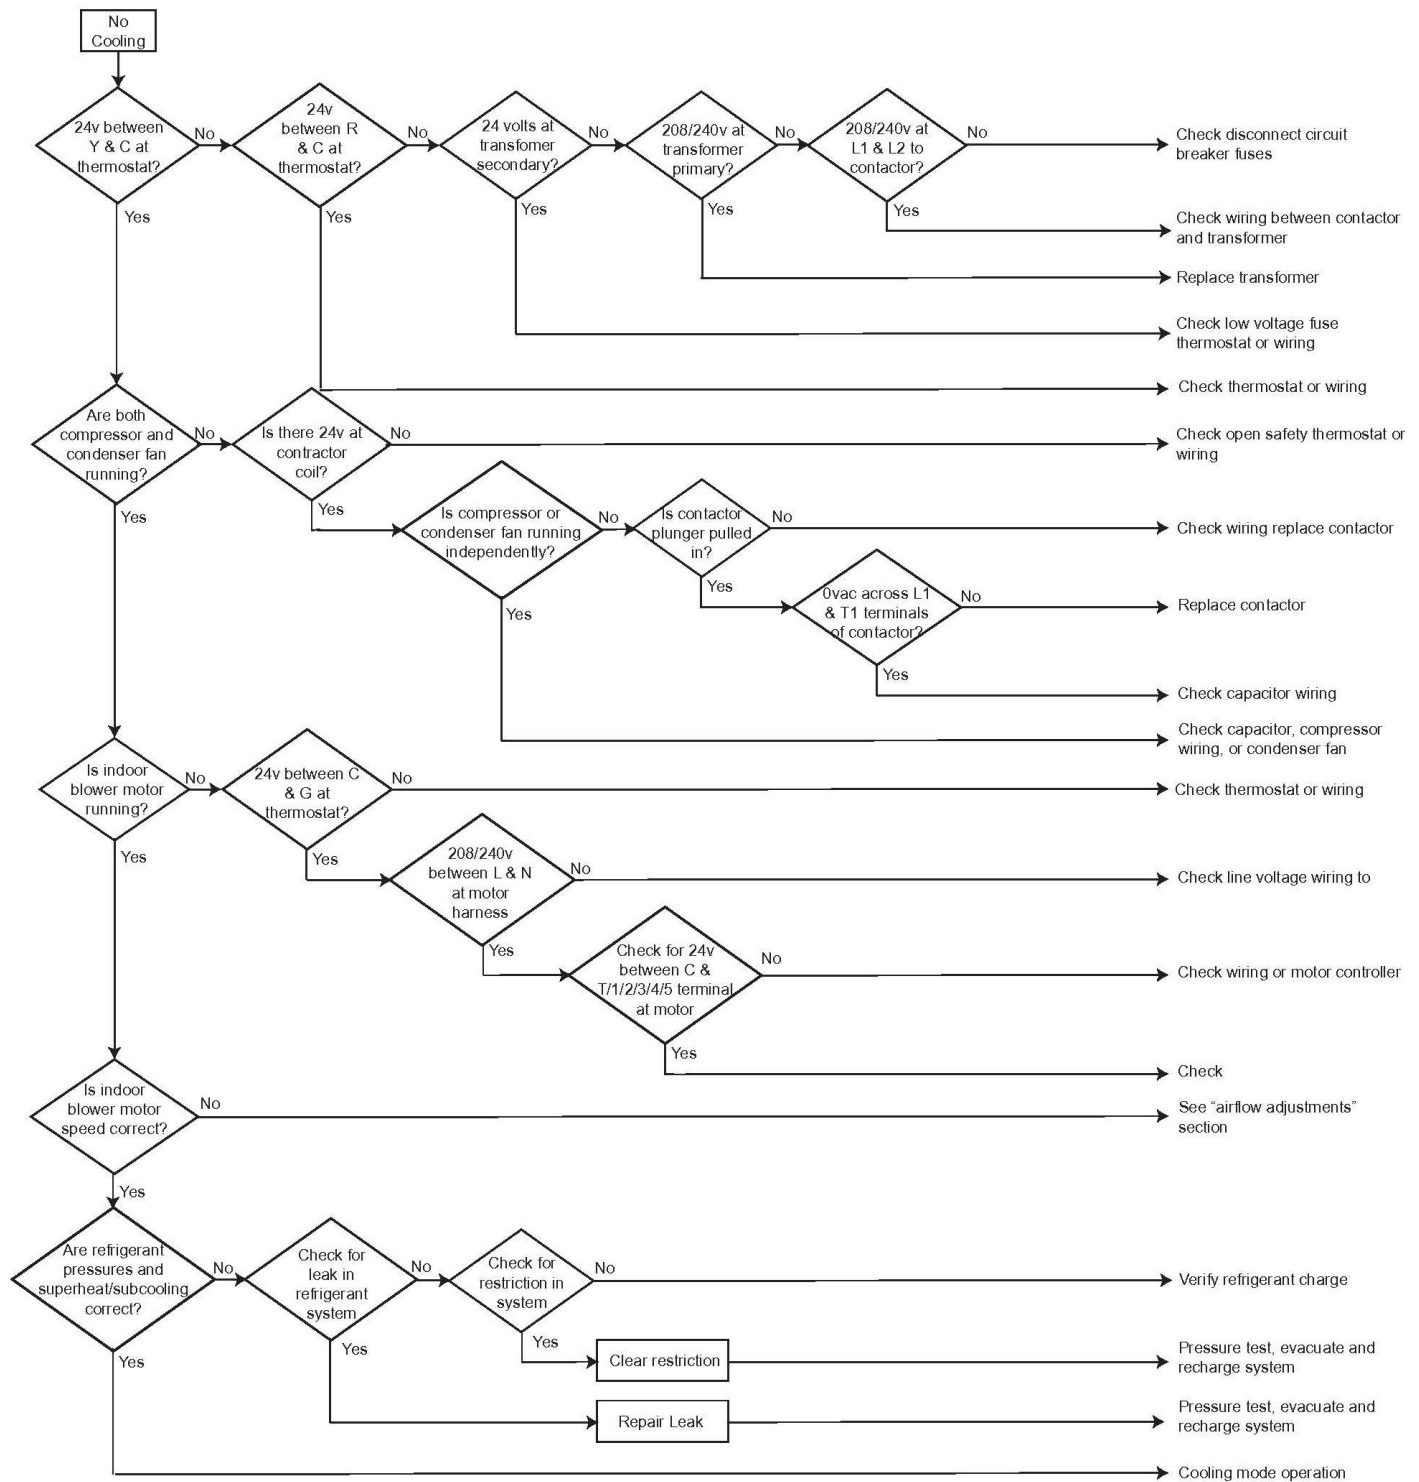 No
Cooling
24v between
Y & C at
thermostat?
No
Yes
24v
between R
& C at
thermostat?
No
Yes
24 volts at
transfomer
secondary?
No
Yes
208/240v at
transformer
primary?
No
Yes
208/240v at
L1 & L2 to
contactor?
No
Yes
Check disconnect circuit
breaker fuses
Check wiring between contactor
and transformer
Replace transformer
Check low voltage fuse
thermostat or wiring
Check thermostat or wiring
Are both
compressor and
condenser fan
running?
No
Yes
Is there 24v at
contractor
coil?
No
Yes
Check open safety thermostat or
wiring
Is compressor or
condenser fan running
independently?
No
Yes
Is contactor
plunger pulled
in?
No
Yes
Check wiring replace contactor
0vac across L1
& T1 terminals
of contactor?
No
Yes
Replace contactor
Check capacitor wiring
Check capacitor, compressor
wiring, or condenser fan
Is indoor
blower motor
running?
No
Yes
24v between C
& G at
thermostat?
No
Yes
Check thermostat or wiring
208/240v
between L & N
at motor
harness
No
Yes
Check line voltage wiring to
Check for 24v
between C &
T/1/2/3/4/5 terminal
at motor
No
Yes
Check wiring or motor controller
Check
Is indoor
blower motor
speed correct?
No
Yes
See “airflow adjustments”
section
Are refrigerant
pressures and
superheat/subcooling
correct?
No
Yes
Check for
leak in
refrigerant
system
No
Yes
Check for
restriction in
system
No
Yes
Verify refrigerant charge
Clear restriction
Pressure test, evacuate and
recharge system
Repair Leak
Pressure test, evacuate and
recharge system
Cooling mode operation